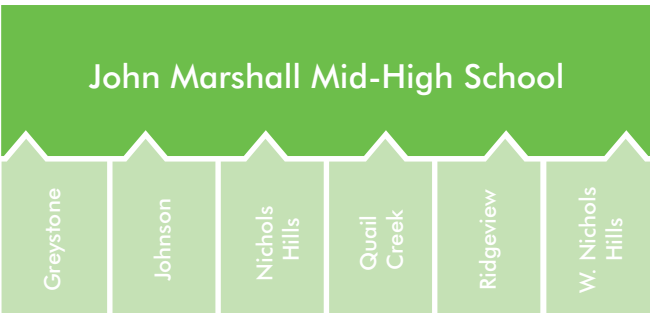 John Marshall Mid-High School
Greystone
Johnson
Nichols
Hills
Quail
Creek
Ridgeview
W. Nichols
Hills